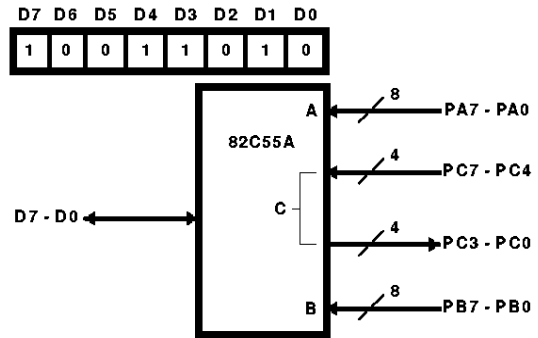 D7 D6 D5 D4 D3 D2 D1 D0
1 0 0 1 1 0 1 0
A
8
PA7 - PA0
82C55A
4
PC7 - PC4
C
D7 - D0
4
PC3 - PC0
B
8
PB7 - PB0